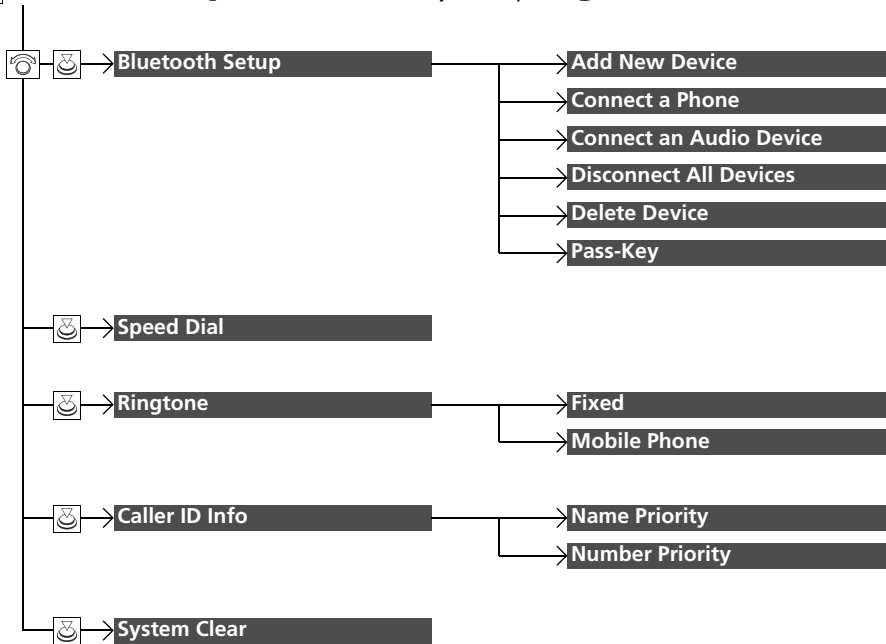 Bluetooth Setup
Add New Device
Connect a Phone
Connect an Audio Device
Disconnect All Devices
Delete Device
Pass-Key
Speed Dial
Ringtone
Fixed
Mobile Phone
Caller ID Info
Name Priority
Number Priority
System Clear